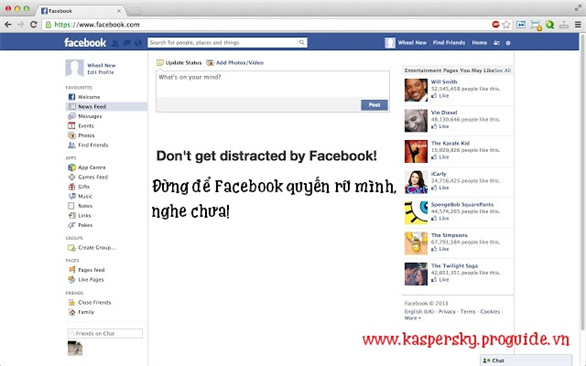 Facebook
https://www.facebook.com
facebook
Search for people, places and things
Wheel New
Find Friends
Home
Wheel New
Edit Profile
FAVOURITES
Welcome
News Feed
Messages
Events
Photos
Find Friends
APPS
App Centre
Games Feed
Gifts
Music
Notes
Links
Pokes
GROUPS
Create Group...
PAGES
Pages feed
Like Pages
FRIENDS
Close Friends
Family
Friends on Chat
Update Status
Add Photos/Video
What's on your mind?
Post
Don't get distracted by Facebook!
Đừng để Facebook quyến rũ mình,
nghe chưa!
Entertainment Pages You May Like
See All
Will Smith
52,545,458 people like this.
Like
Vin Diesel
48,130,646 people like this.
Like
The Karate Kid
15,828,828 people like this.
Like
iCarly
24,716,425 people like this.
Like
SpongeBob SquarePants
44,574,205 people like this.
Like
The Simpsons
67,791,584 people like this.
Like
The Twilight Saga
42,851,351 people like this.
Like
Facebook © 2013
English (UK) · Privacy · Terms · Cookies ·
More
www.kaspersky.proguide.vn
Chat